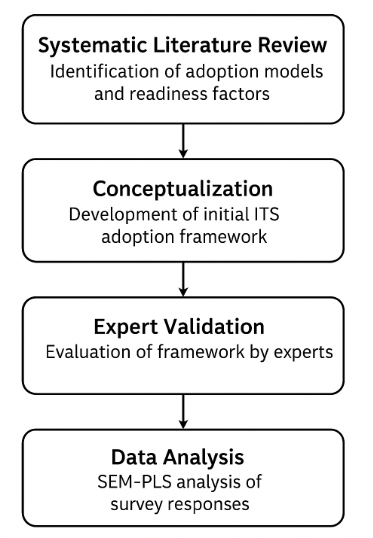 Systematic Literature Review
Identification of adoption models
and readiness factors
Conceptualization
Development of initial ITS
adoption framework
Expert Validation
Evaluation of framework by experts
Data Analysis
SEM-PLS analysis of
survey responses